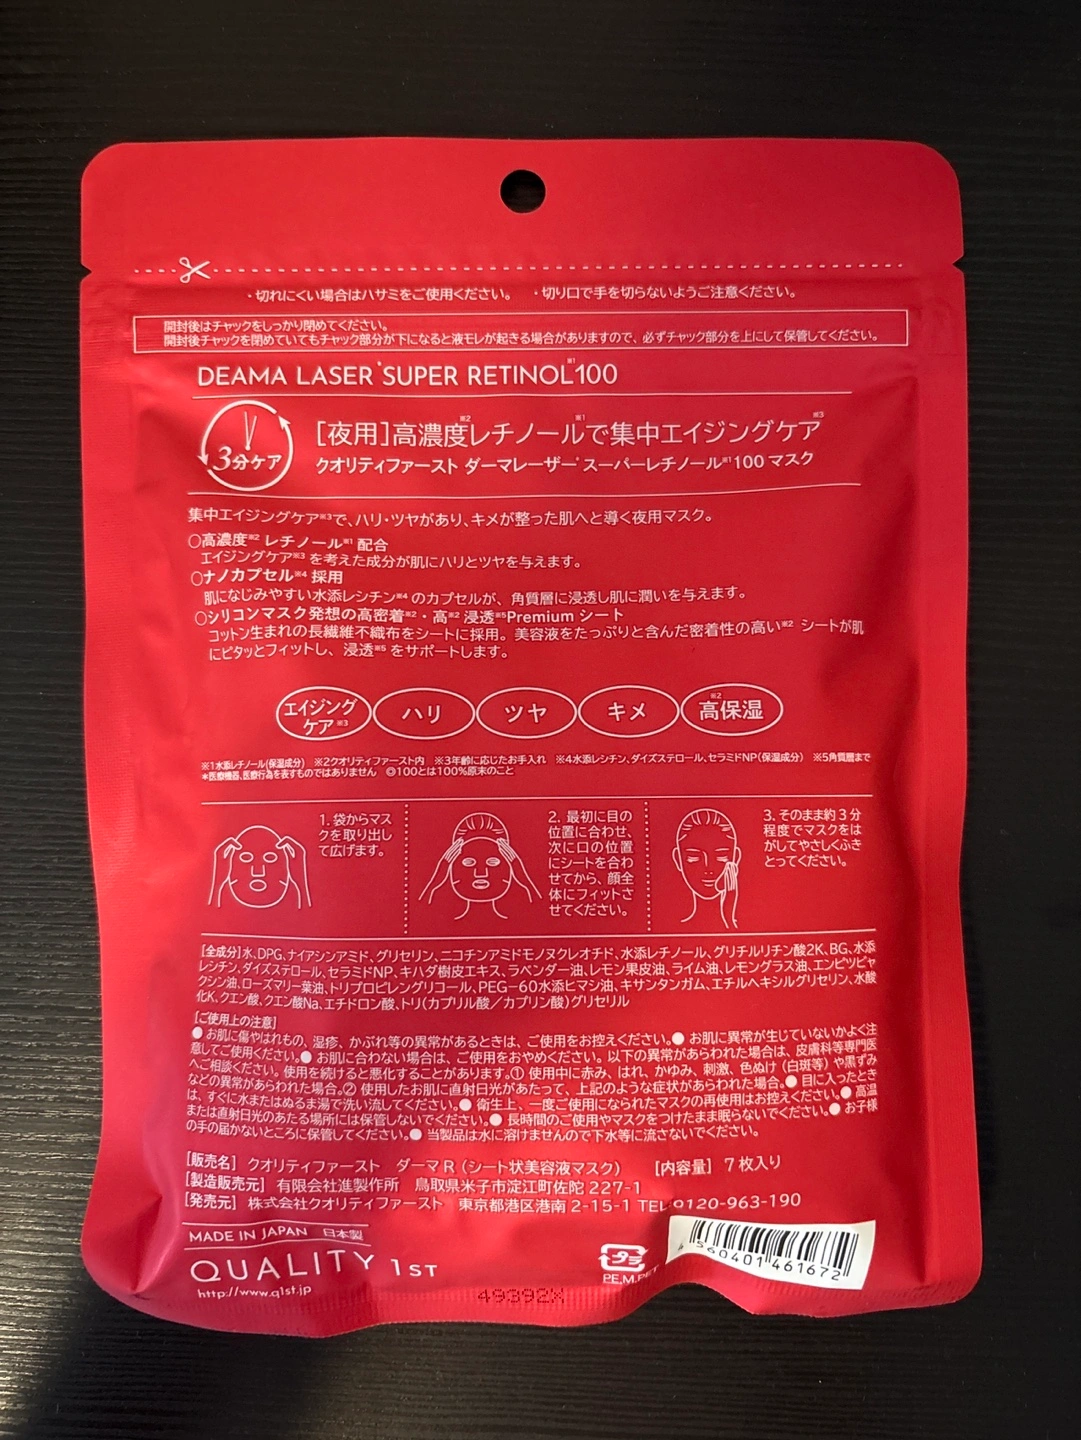 ・切れにくい場合はハサミをご使用ください。 ・切り口で手を切らないようご注意ください。
開封後はチャックをしっかり閉めてください。
開封後チャックを閉めていてもチャック部分が下になると液モレが起きる場合がありますので、必ずチャック部分を上にして保管してください。
DEAMA LASER*SUPER RETINOL※1100
3分ケア
[夜用]高濃度※2レチノール※1で集中エイジングケア※3
クオリティファースト ダーマレーザー*スーパーレチノール※1100 マスク
集中エイジングケア※3で、ハリ・ツヤがあり、キメが整った肌へと導く夜用マスク。
○高濃度※2 レチノール※1 配合
エイジングケア※3 を考えた成分が肌にハリとツヤを与えます。
○ナノカプセル※4 採用
肌になじみやすい水添レシチン※4 のカプセルが、角質層に浸透し肌に潤いを与えます。
○シリコンマスク発想の高密着※2・高※2 浸透※5Premium シート
コットン生まれの長繊維不織布をシートに採用。美容液をたっぷりと含んだ密着性の高い※2 シートが肌
にピタッとフィットし、浸透※5 をサポートします。
エイジングケア※3 ハリ ツヤ キメ 高保湿※2
※1水添レチノール(保湿成分) ※2クオリティファースト内 ※3年齢に応じたお手入れ ※4水添レシチン、ダイズステロール、セラミドNP(保湿成分) ※5角質層まで
＊医療機器、医療行為を表すものではありません ◎100とは100%原末のこと
1. 袋からマス
クを取り出し
て広げます。
2. 最初に目の
位置に合わせ、
次に口の位置
にシートを合わ
せてから、顔全
体にフィットさ
せてください。
3. そのまま約3分
程度でマスクをは
がしてやさしくふき
とってください。
[全成分]水、DPG、ナイアシンアミド、グリセリン、ニコチンアミドモノヌクレオチド、水添レチノール、グリチルリチン酸2K、BG、水添
レシチン、ダイズステロール、セラミドNP、キハダ樹皮エキス、ラベンダー油、レモン果皮油、ライム油、レモングラス油、エンピツビャ
クシン油、ローズマリー葉油、トリプロピレングリコール、PEG-60水添ヒマシ油、キサンタンガム、エチルヘキシルグリセリン、水酸
化K、クエン酸、クエン酸Na、エチドロン酸、トリ(カプリル酸／カプリン酸)グリセリル
[ご使用上の注意]
● お肌に傷やはれもの、湿疹、かぶれ等の異常があるときは、ご使用をお控えください。● お肌に異常が生じていないかよく注
意してご使用ください。● お肌に合わない場合は、ご使用をおやめください。以下の異常があらわれた場合は、皮膚科等専門医
へご相談ください。使用を続けると悪化することがあります。① 使用中に赤み、はれ、かゆみ、刺激、色ぬけ(白斑等)や黒ずみ
などの異常があらわれた場合。② 使用したお肌に直射日光があたって、上記のような症状があらわれた場合。● 目に入ったとき
は、すぐに水またはぬるま湯で洗い流してください。● 衛生上、一度ご使用になられたマスクの再使用はお控えください。● 高温
または直射日光のあたる場所には保管しないでください。● 長時間のご使用やマスクをつけたまま眠らないでください。● お子様
の手の届かないところに保管してください。● 当製品は水に溶けませんので下水等に流さないでください。
[販売名] クオリティファースト ダーマR(シート状美容液マスク) [内容量] 7枚入り
[製造販売元] 有限会社進製作所 鳥取県米子市淀江町佐陀 227-1
[発売元] 株式会社クオリティファースト 東京都港区港南 2-15-1 TEL 0120-963-190
MADE IN JAPAN 日本製
QUALITY 1ST
http://www.q1st.jp
プラ
PE,M,PET
4 560401 461672
49392X